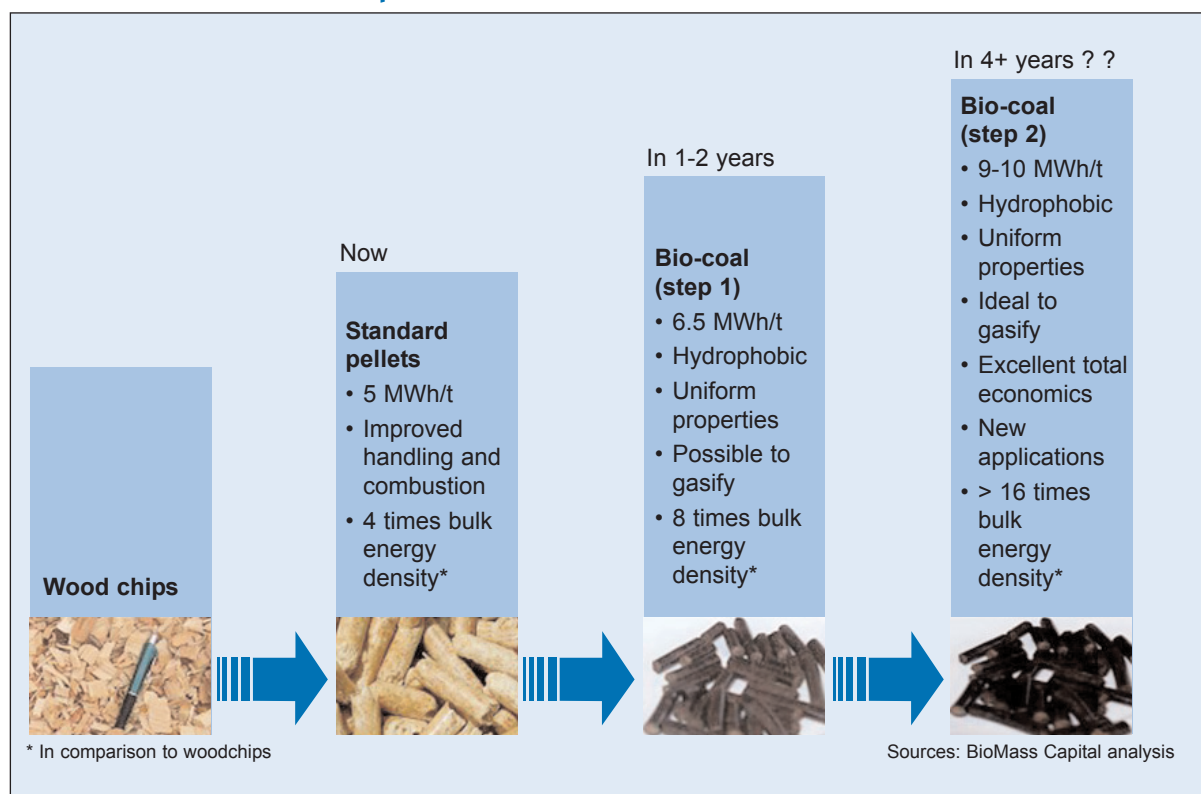 Wood chips
Now
Standard
pellets
• 5 MWh/t
• Improved
handling and
combustion
• 4 times bulk
energy
density*
In 1-2 years
Bio-coal
(step 1)
• 6.5 MWh/t
• Hydrophobic
• Uniform
properties
• Possible to
gasify
• 8 times bulk
energy
density*
In 4+ years ? ?
Bio-coal
(step 2)
• 9-10 MWh/t
• Hydrophobic
• Uniform
properties
• Ideal to
gasify
• Excellent total
economics
• New
applications
• > 16 times
bulk
energy
density*
* In comparison to woodchips
Sources: BioMass Capital analysis